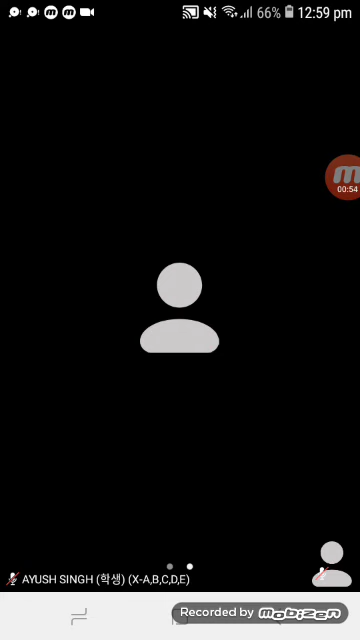 66% 12:59 pm
m
00:54
AYUSH SINGH (학생) (X-A,B,C,D,E)
Recorded by mobizen